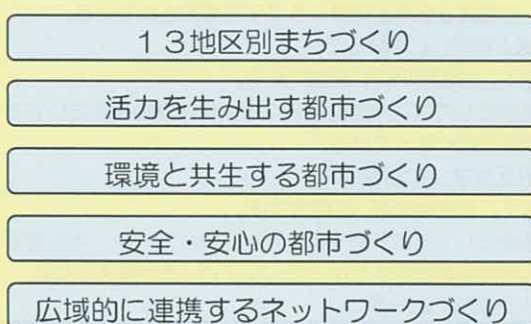 １３地区別まちづくり
活力を生み出す都市づくり
環境と共生する都市づくり
安全・安心の都市づくり
広域的に連携するネットワークづくり